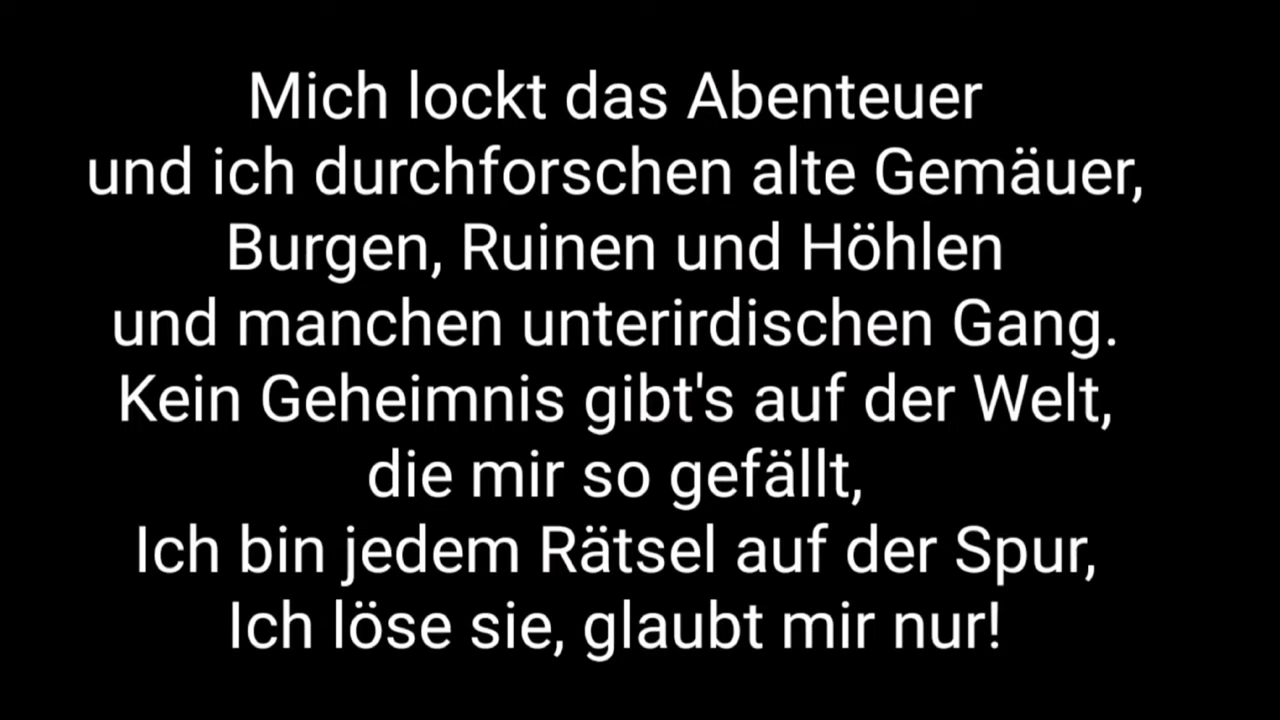 Mich lockt das Abenteuer
und ich durchforschen alte Gemäuer,
Burgen, Ruinen und Höhlen
und manchen unterirdischen Gang.
Kein Geheimnis gibt's auf der Welt,
die mir so gefällt,
Ich bin jedem Rätsel auf der Spur,
Ich löse sie, glaubt mir nur!